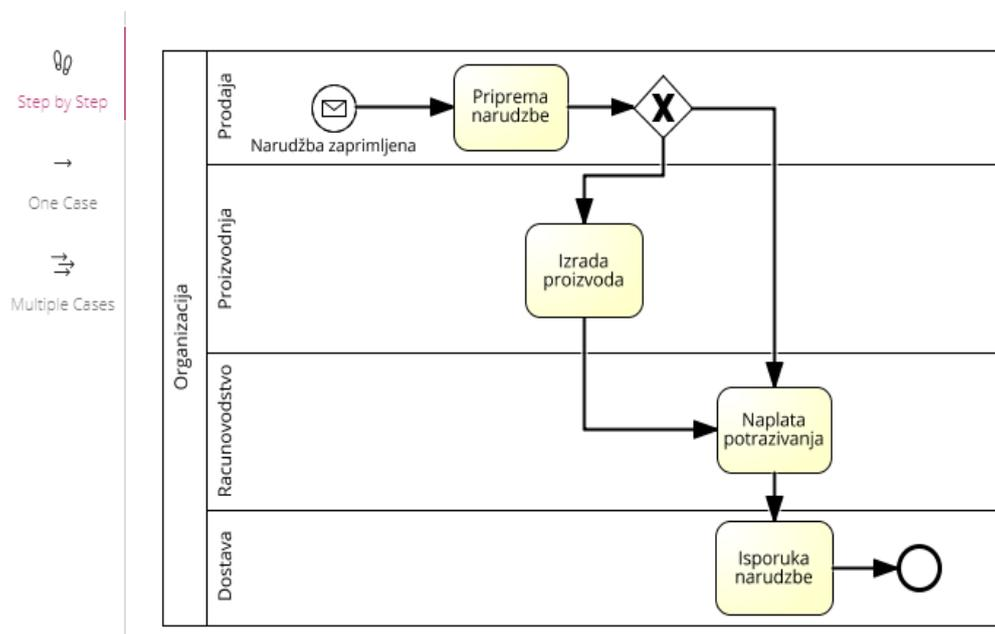 Step by Step
One Case
Multiple Cases
Organizacija
Prodaja
Narudžba zaprimljena
Priprema
narudzbe
X
Proizvodnja
Izrada
proizvoda
Racunovodstvo
Naplata
potrazivanja
Dostava
Isporuka
narudzbe